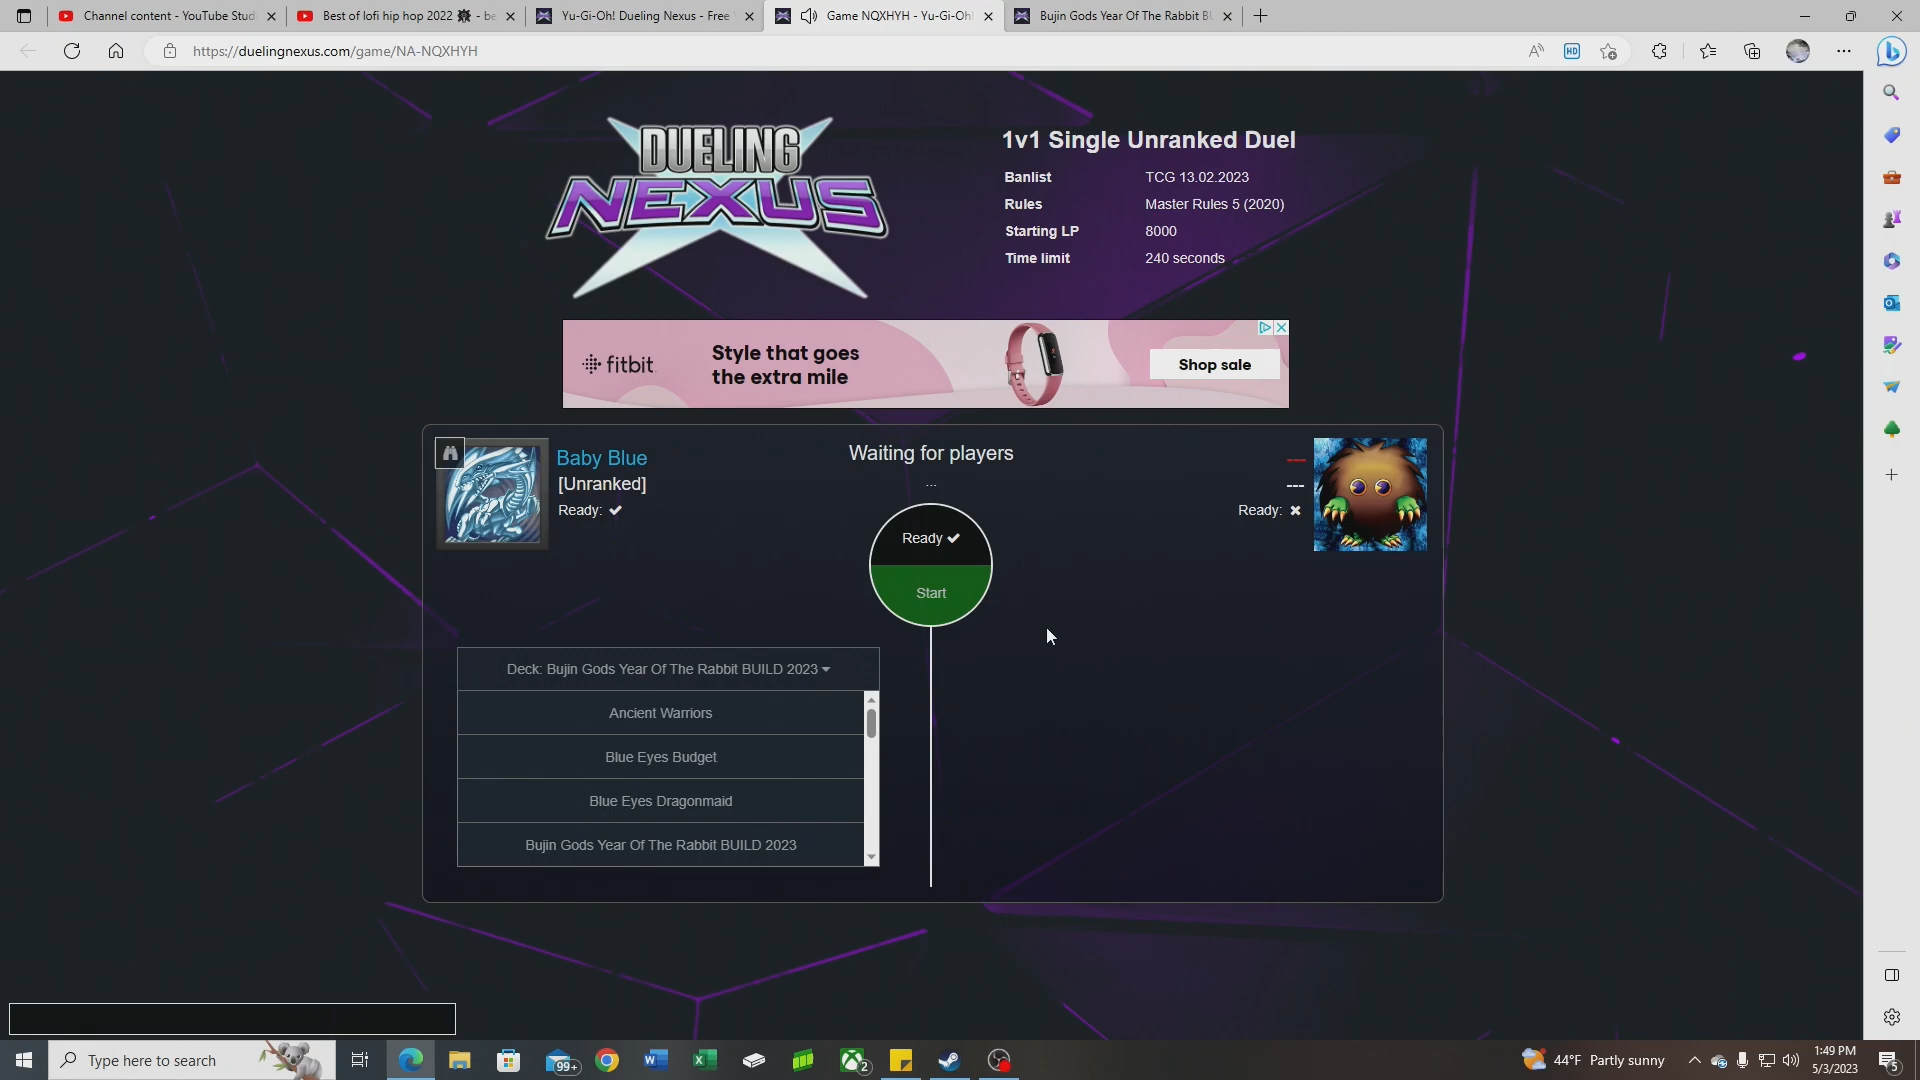 Channel content - YouTube Studi
Best of lofi hip hop 2022 - be
Yu-Gi-Oh! Dueling Nexus - Free
Game NQXHYH - Yu-Gi-Oh!
Bujin Gods Year Of The Rabbit BU
https://duelingnexus.com/game/NA-NQXHYH
HD
DUELING
NEXUS
1v1 Single Unranked Duel
Banlist TCG 13.02.2023
Rules Master Rules 5 (2020)
Starting LP 8000
Time limit 240 seconds
fitbit
Style that goes
the extra mile
Shop sale
Baby Blue
[Unranked]
Ready: ✔
Waiting for players
...
Ready ✔
Start
---
---
Ready: ✖
Deck: Bujin Gods Year Of The Rabbit BUILD 2023
Ancient Warriors
Blue Eyes Budget
Blue Eyes Dragonmaid
Bujin Gods Year Of The Rabbit BUILD 2023
Type here to search
99+
2
44°F Partly sunny
1:49 PM
5/3/2023
5